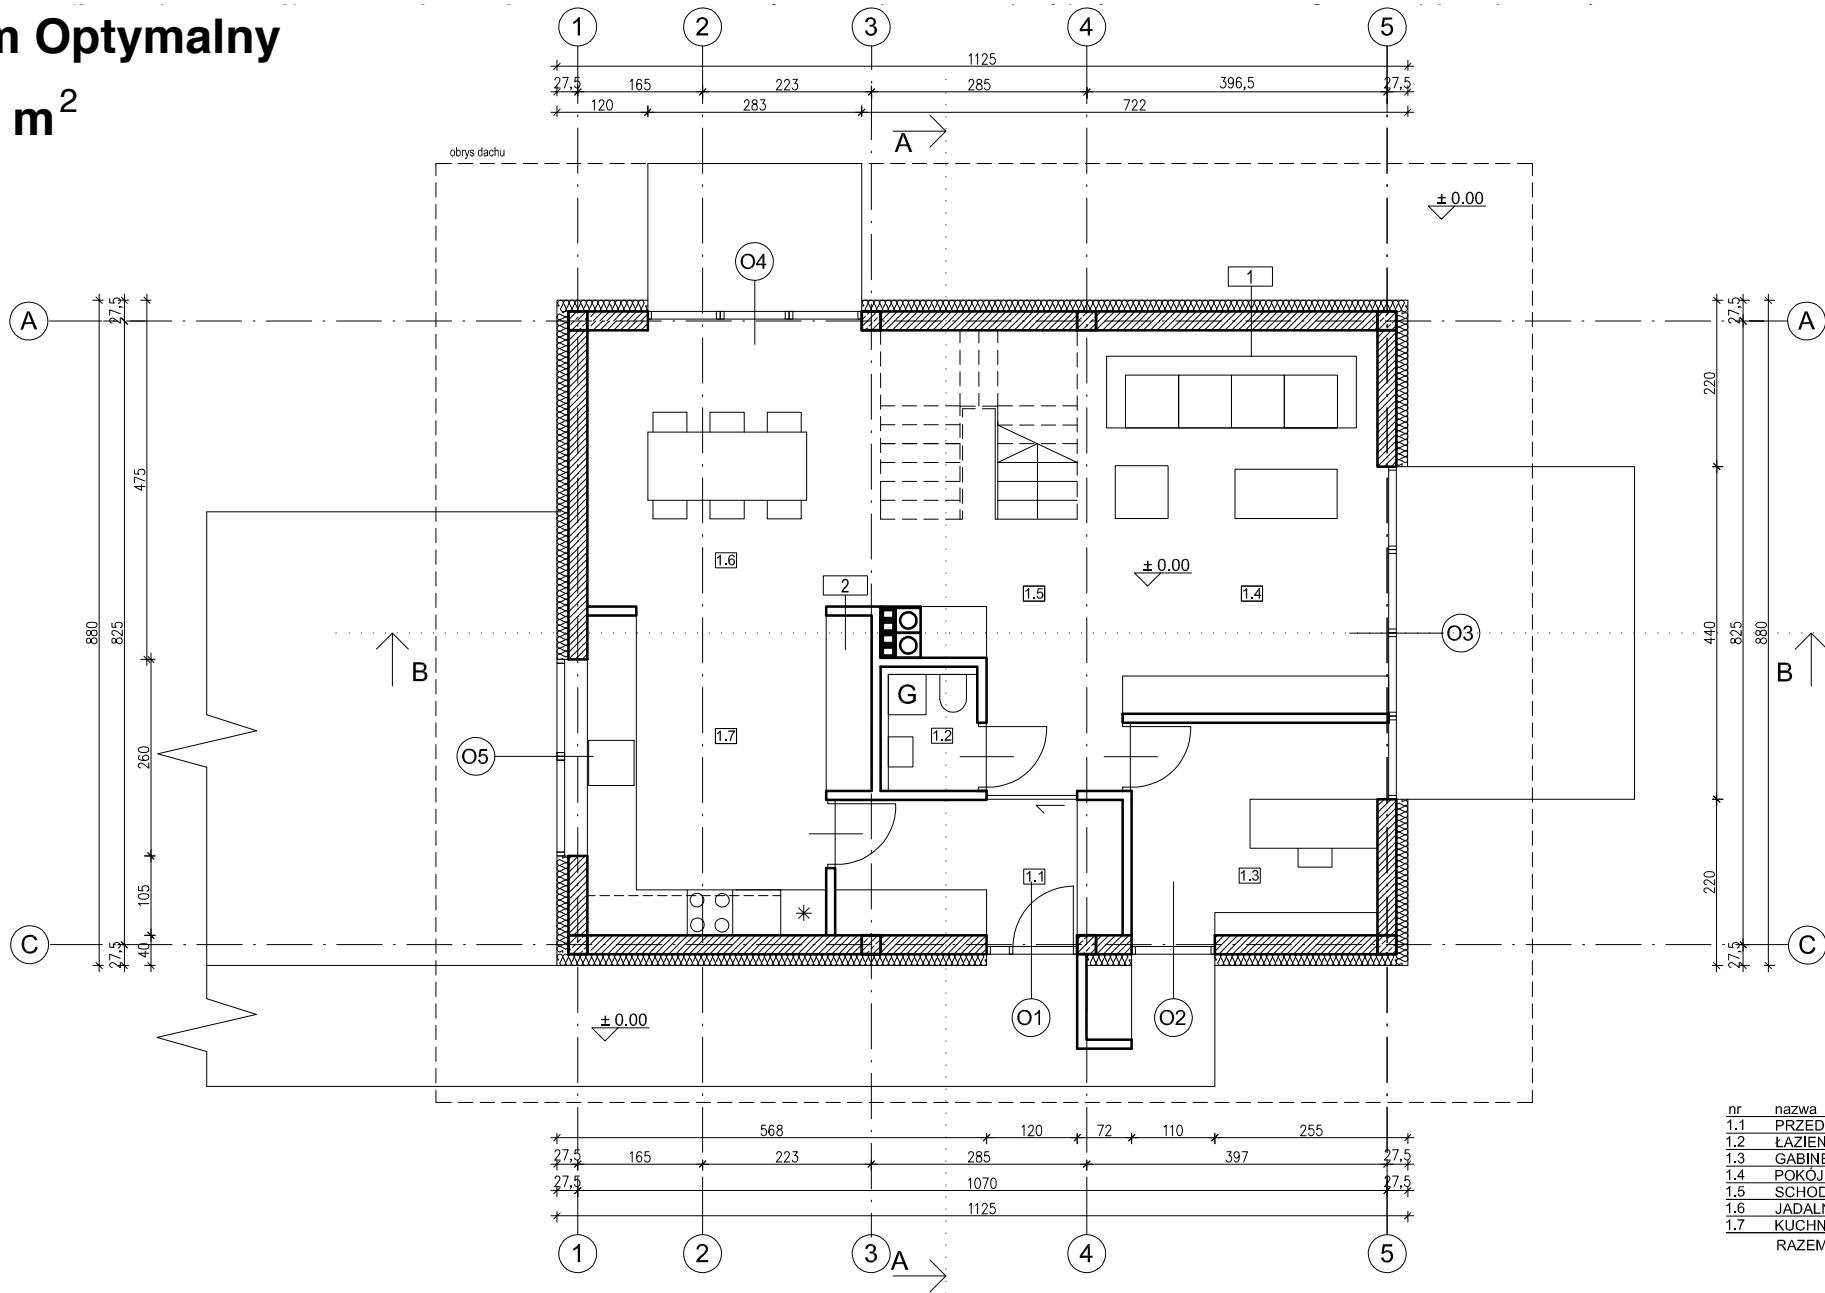 m Optymalny
m²
1 2 3 4 5
1125
27,5 165 223 285 396,5 27,5
120 283 722
A
obrys dachu
± 0.00
O4
1
A A
27,5 27,5 27,5 27,5
220
475
1.6
± 0.00
2
1.5 1.4
880 825 440 825 880
O3
B B
G
1.7 1.2
O5
260
105
1.1 1.3
220
*
C C
40 27,5 27,5
± 0.00
O1 O2
568 120 72 110 255
27,5 165 223 285 397 27,5
27,5 1070 27,5
1125
1 2 3 4 5
A
nr nazwa
1.1 PRZED
1.2 ŁAZIEN
1.3 GABINE
1.4 POKÓJ
1.5 SCHOD
1.6 JADALN
1.7 KUCHN
RAZEM